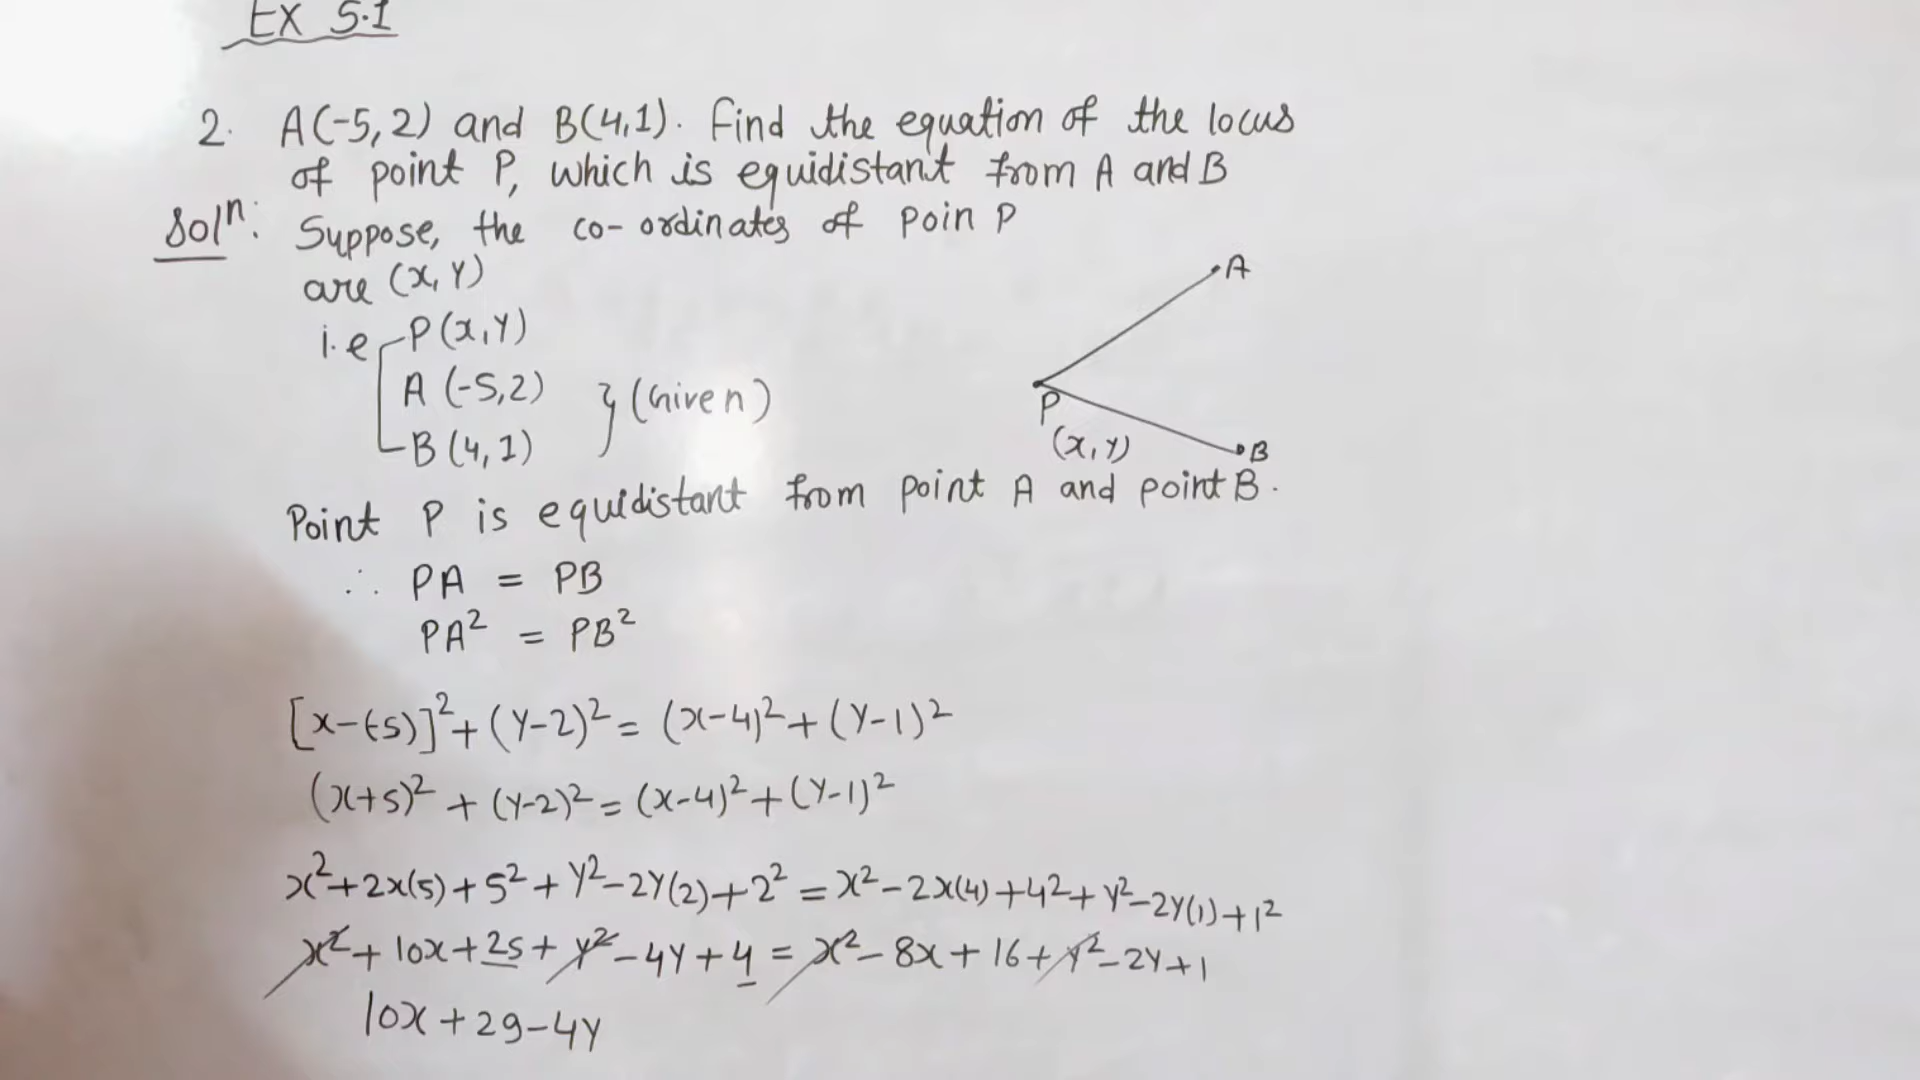 Ex 5.1
2. A(-5,2) and B(4,1). Find the equation of the locus
of point P, which is equidistant from A and B
Solⁿ: Suppose, the co-ordinates of poin P
are (x, Y)
i.e P(x,Y)
A (-5,2)
B (4,1)
} (Given)
A
P
(x, Y)
B
Point P is equidistant from point A and point B.
∴ PA = PB
PA² = PB²
[x-(-5)]² + (Y-2)² = (x-4)² + (Y-1)²
(x+5)² + (Y-2)² = (x-4)² + (Y-1)²
x²+2x(5)+5²+Y²-2Y(2)+2² = x²-2x(4)+4²+Y²-2Y(1)+1²
x²+10x+25+Y²-4Y+4 = x²-8x+16+Y²-2Y+1
10x+29-4Y